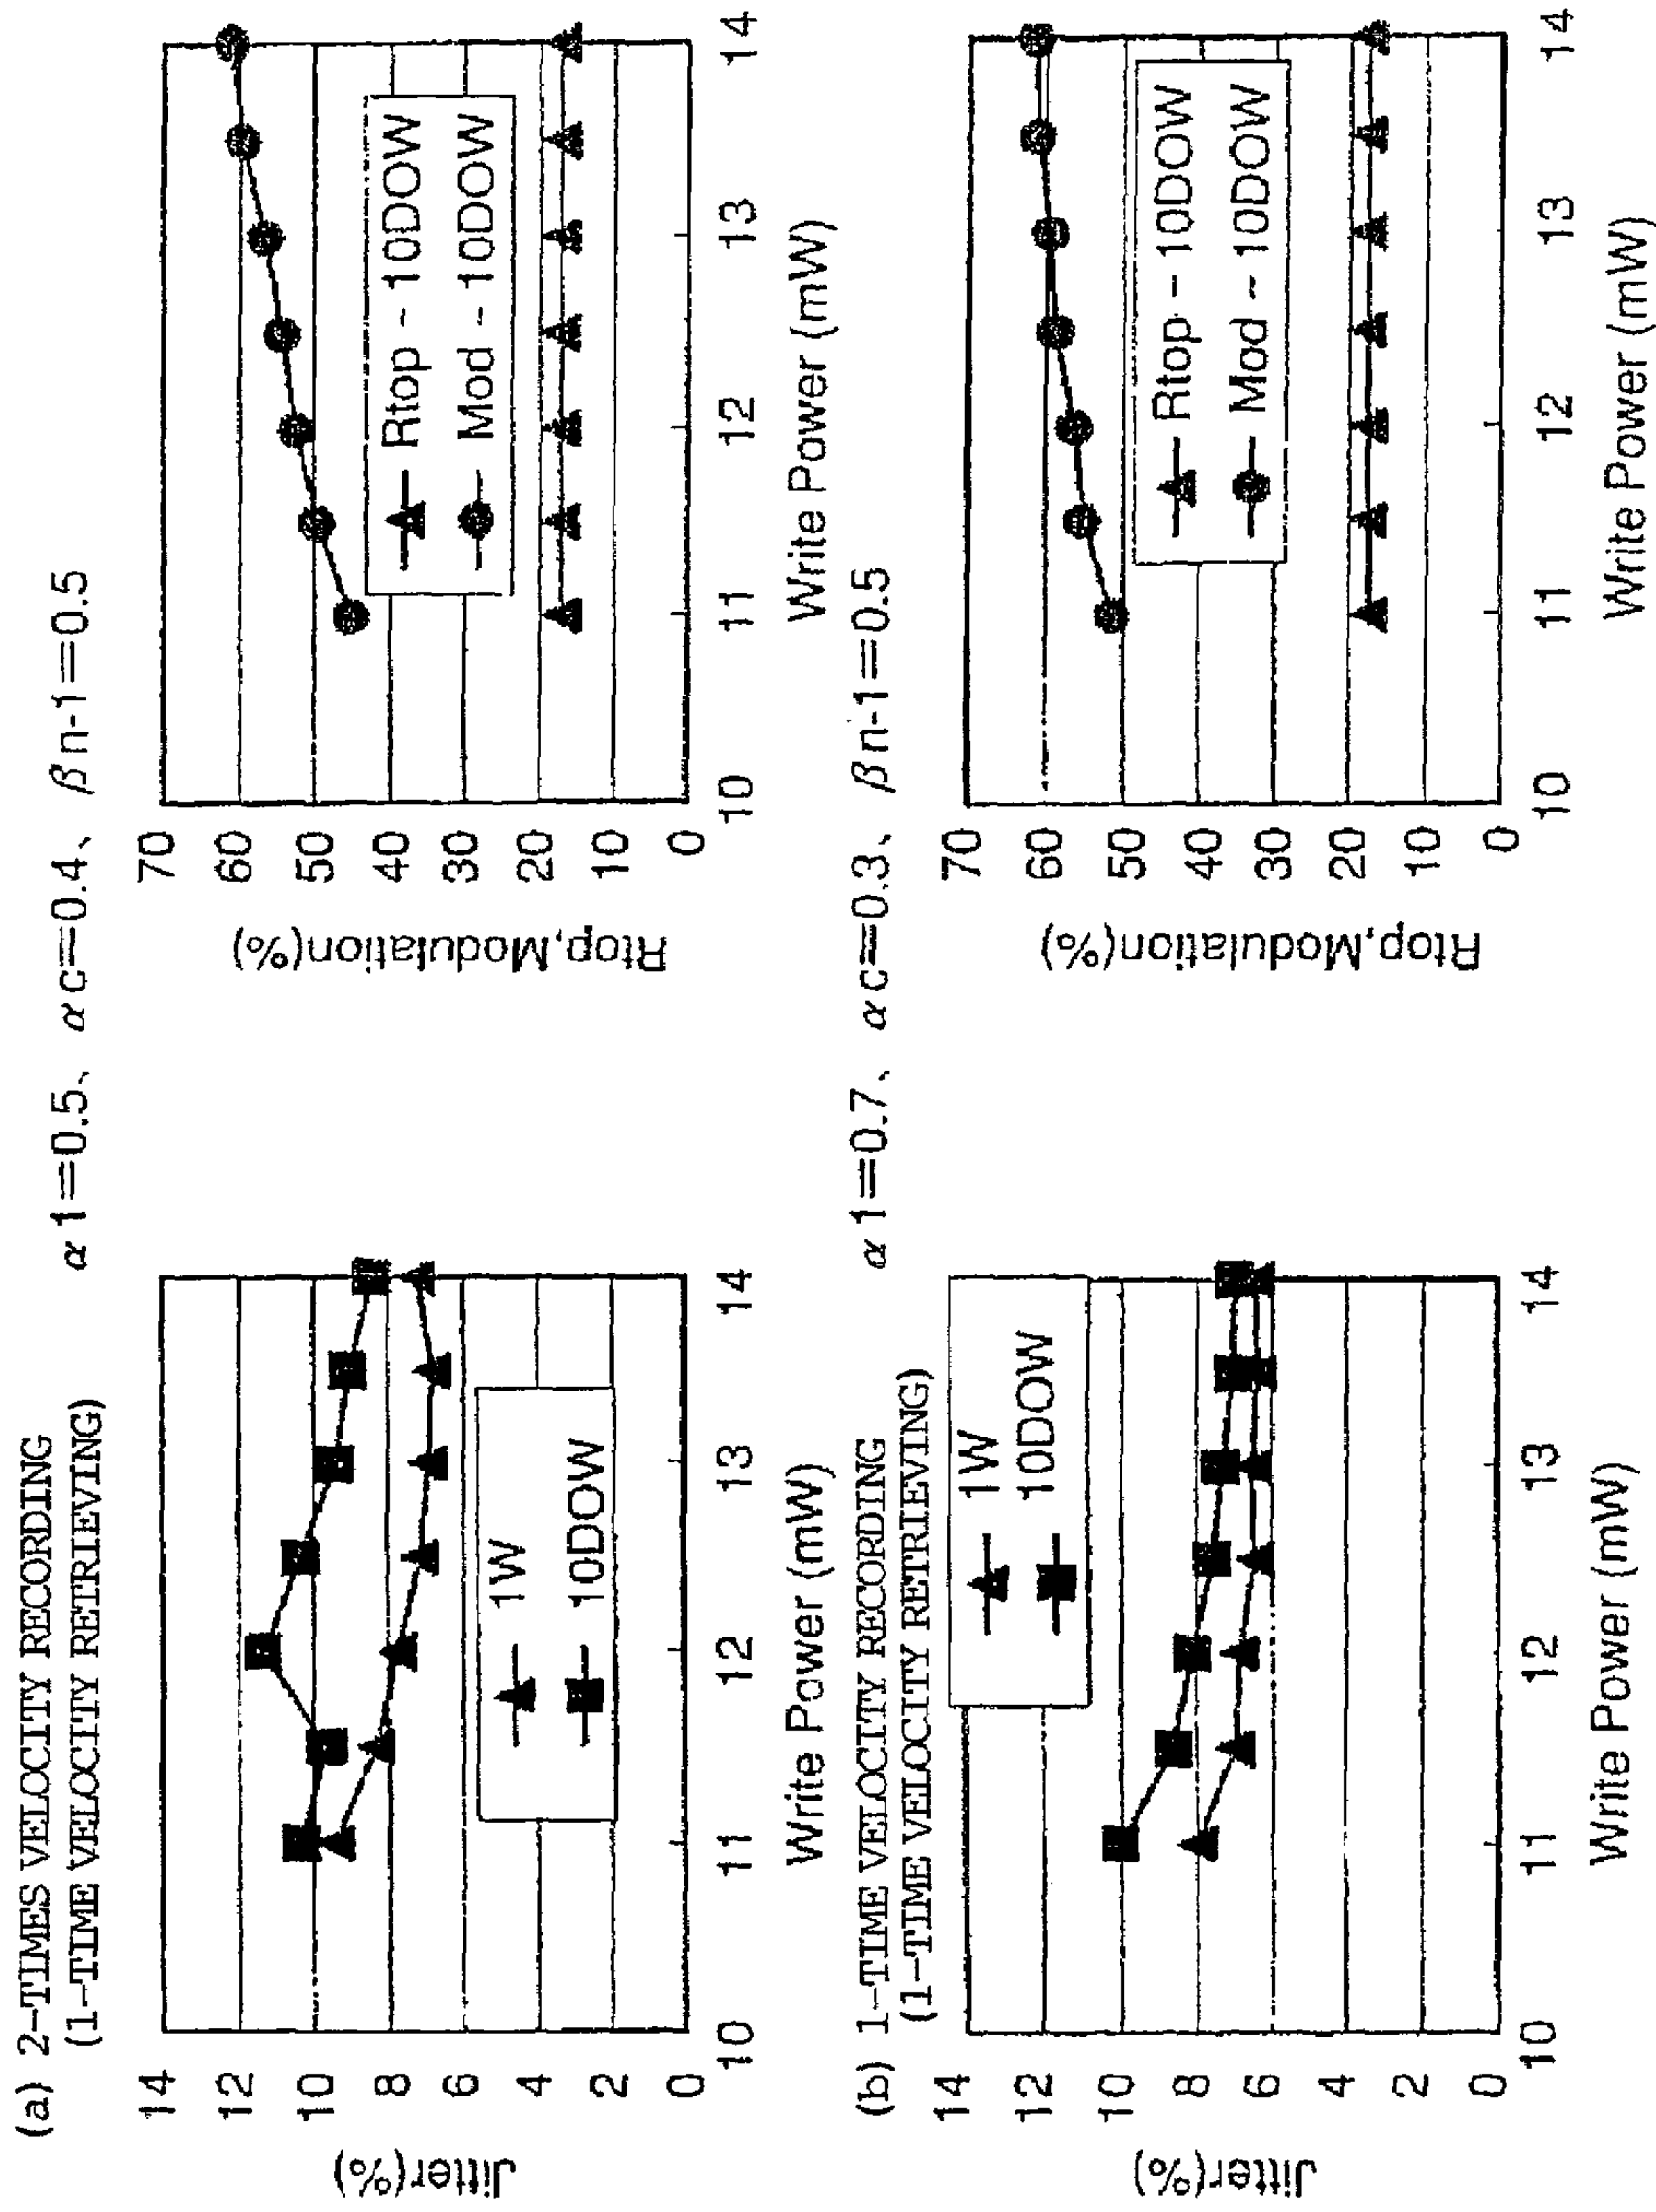 (a) 2-TIMES VELOCITY RECORDING
(1-TIME VELOCITY RETRIEVING)
α1=0.5、αc=0.4、βn-1=0.5
Jitter(%)
14
12
10
8
6
4
2
0
1W
10DOW
10 11 12 13 14
Write Power (mW)
Rtop,Modulation(%)
70
60
50
40
30
20
10
0
Rtop - 10DOW
Mod - 10DOW
10 11 12 13 14
Write Power (mW)
(b) 1-TIME VELOCITY RECORDING
(1-TIME VELOCITY RETRIEVING)
α1=0.7、αc=0.3、βn-1=0.5
Jitter(%)
14
12
10
8
6
4
2
0
1W
10DOW
10 11 12 13 14
Write Power (mW)
Rtop,Modulation(%)
70
60
50
40
30
20
10
0
Rtop - 10DOW
Mod - 10DOW
10 11 12 13 14
Write Power (mW)